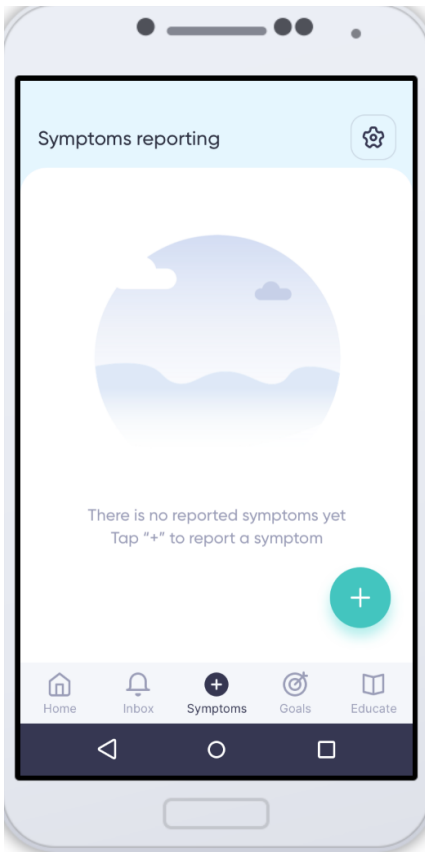 Symptoms reporting
There is no reported symptoms yet
Tap “+” to report a symptom
Home
Inbox
Symptoms
Goals
Educate